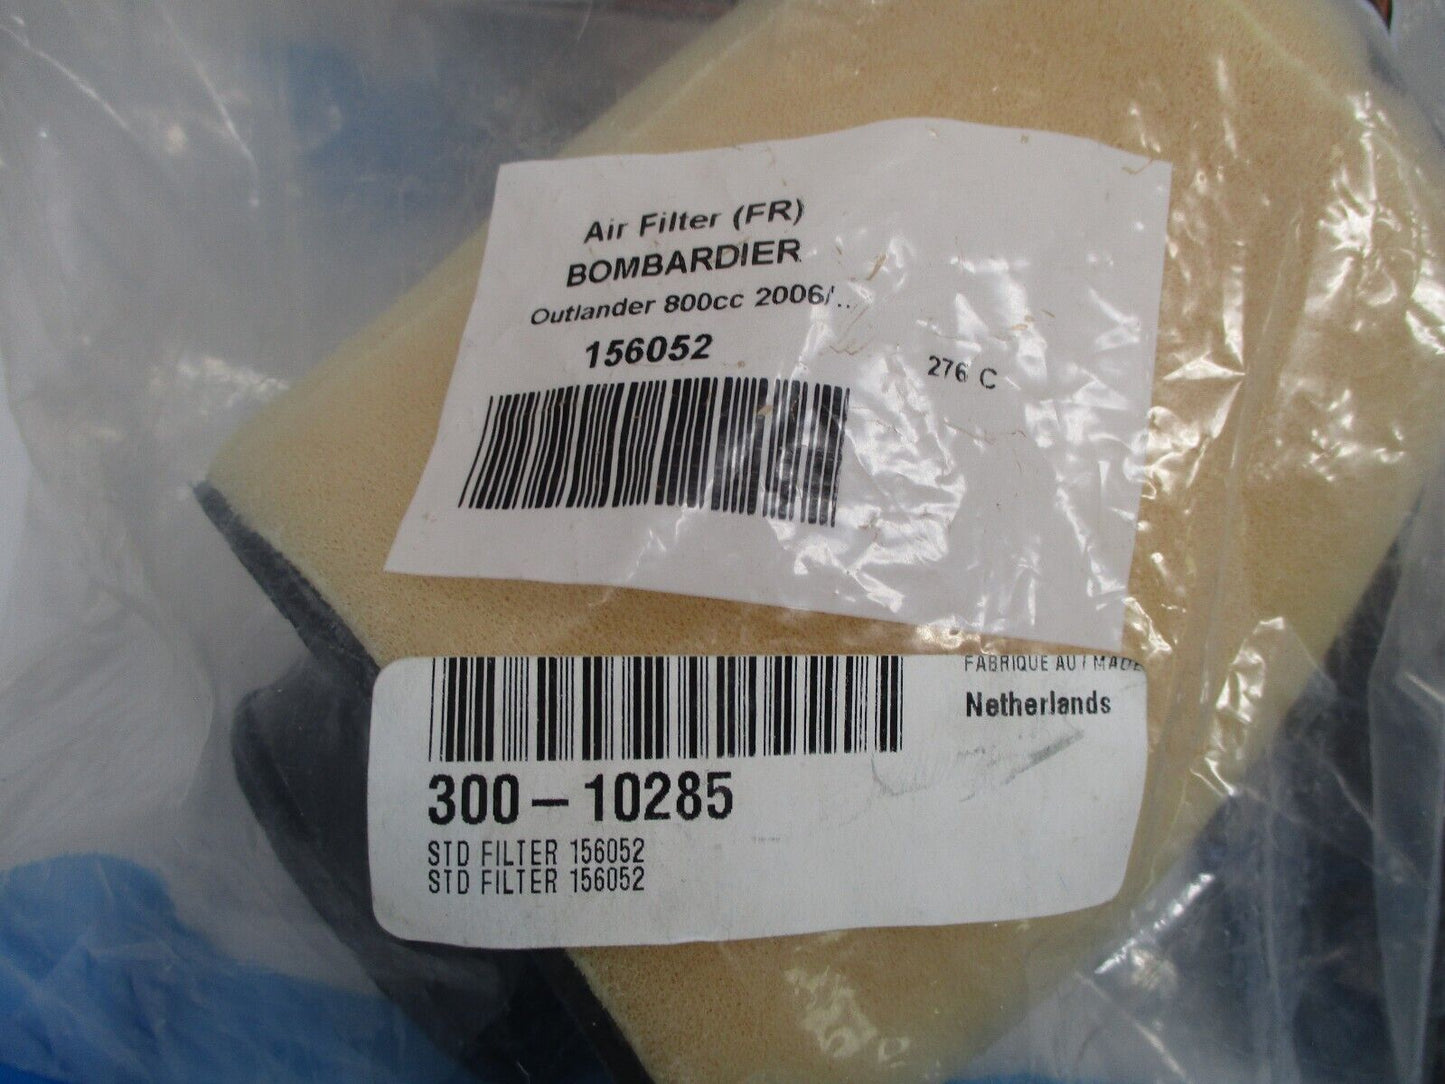 Air Filter (FR)
BOMBARDIER
Outlander 800cc 2006/...
156052
276 C
FABRIQUE AU / MADE
Netherlands
300-10285
STD FILTER 156052
STD FILTER 156052